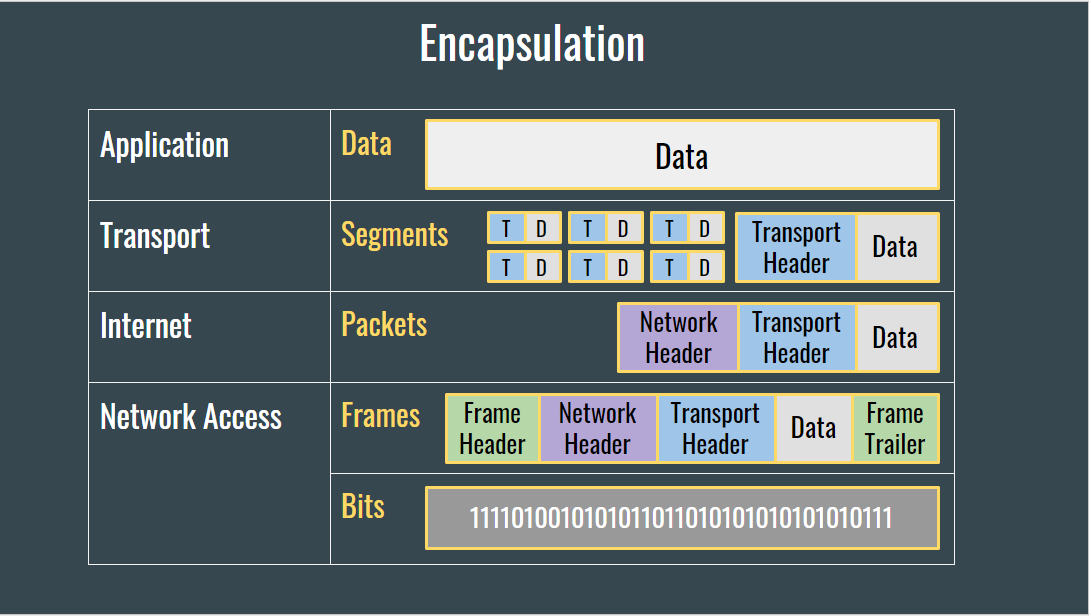 Encapsulation
Application
Data
Data
Transport
Segments
T D T D T D
T D T D T D
Transport
Header
Data
Internet
Packets
Network
Header
Transport
Header
Data
Network Access
Frames
Frame
Header
Network
Header
Transport
Header
Data
Frame
Trailer
Bits
1111010010101011011010101010101010111